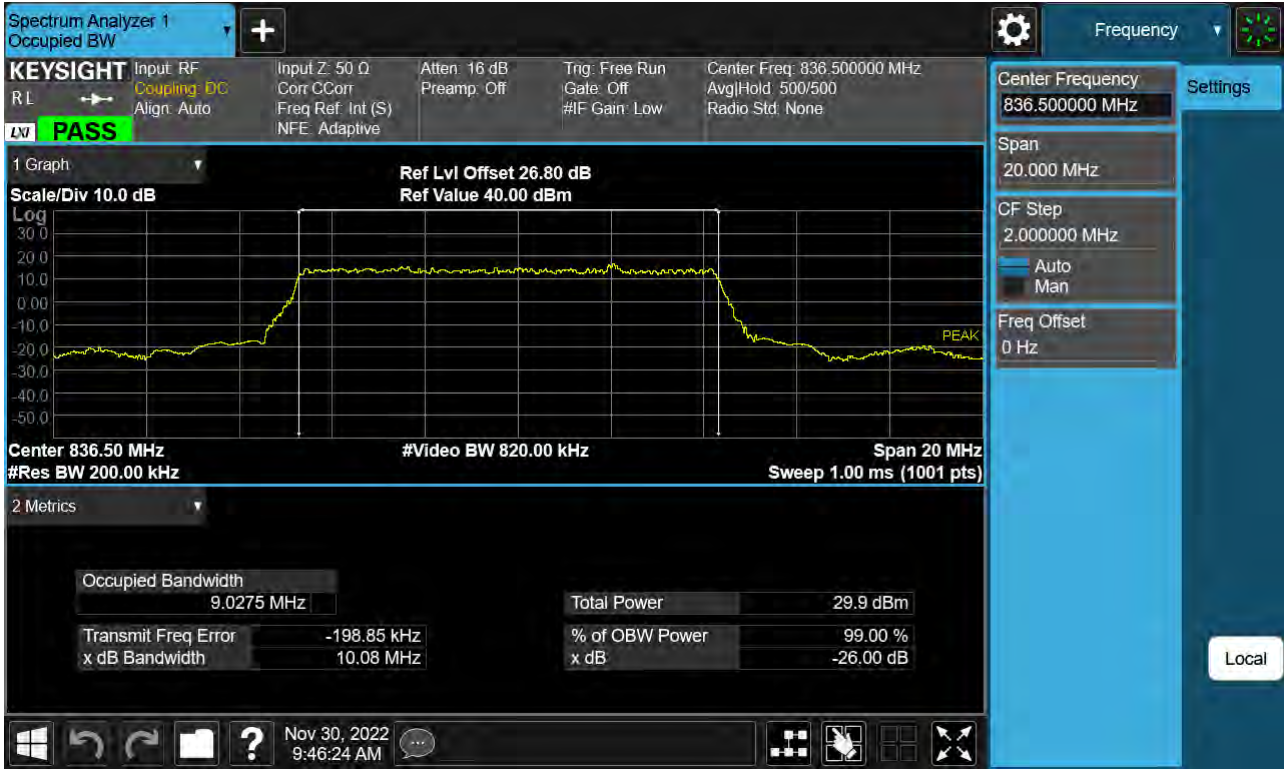 Spectrum Analyzer 1
Occupied BW
+
Frequency
KEYSIGHT
R L
LXI
PASS
Input: RF
Coupling: DC
Align: Auto
Input Z: 50 Ω
Corr CCorr
Freq Ref: Int (S)
NFE: Adaptive
Atten: 16 dB
Preamp: Off
Trig: Free Run
Gate: Off
#IF Gain: Low
Center Freq: 836.500000 MHz
Avg|Hold: 500/500
Radio Std: None
Center Frequency
836.500000 MHz
Settings
Span
20.000 MHz
CF Step
2.000000 MHz
Auto
Man
Freq Offset
0 Hz
Local
1 Graph
Scale/Div 10.0 dB
Ref Lvl Offset 26.80 dB
Ref Value 40.00 dBm
Log
30.0
20.0
10.0
0.00
-10.0
-20.0
-30.0
-40.0
-50.0
PEAK
Center 836.50 MHz
#Video BW 820.00 kHz
Span 20 MHz
#Res BW 200.00 kHz
Sweep 1.00 ms (1001 pts)
2 Metrics
Occupied Bandwidth
9.0275 MHz
Total Power 29.9 dBm
Transmit Freq Error -198.85 kHz
% of OBW Power 99.00 %
x dB Bandwidth 10.08 MHz
x dB -26.00 dB
?
Nov 30, 2022
9:46:24 AM